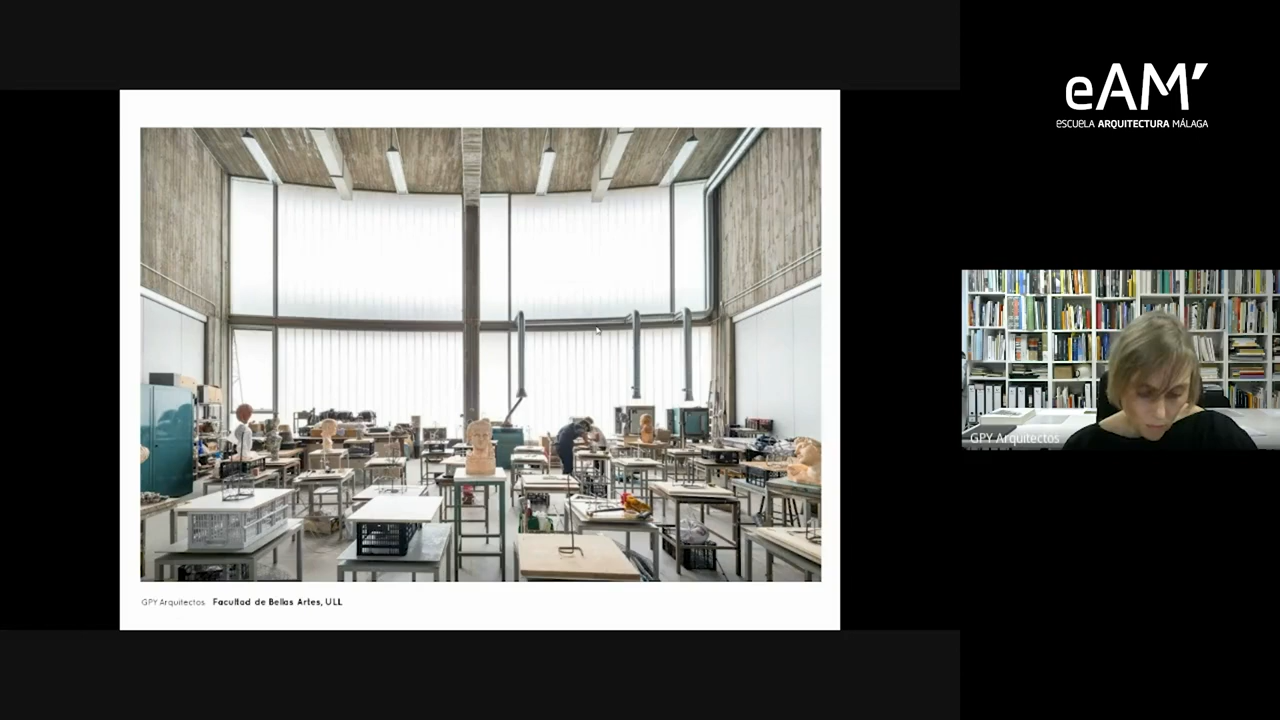 eAM'
ESCUELA ARQUITECTURA MÁLAGA
GPY Arquitectos
GPY Arquitectos Facultad de Bellas Artes, ULL